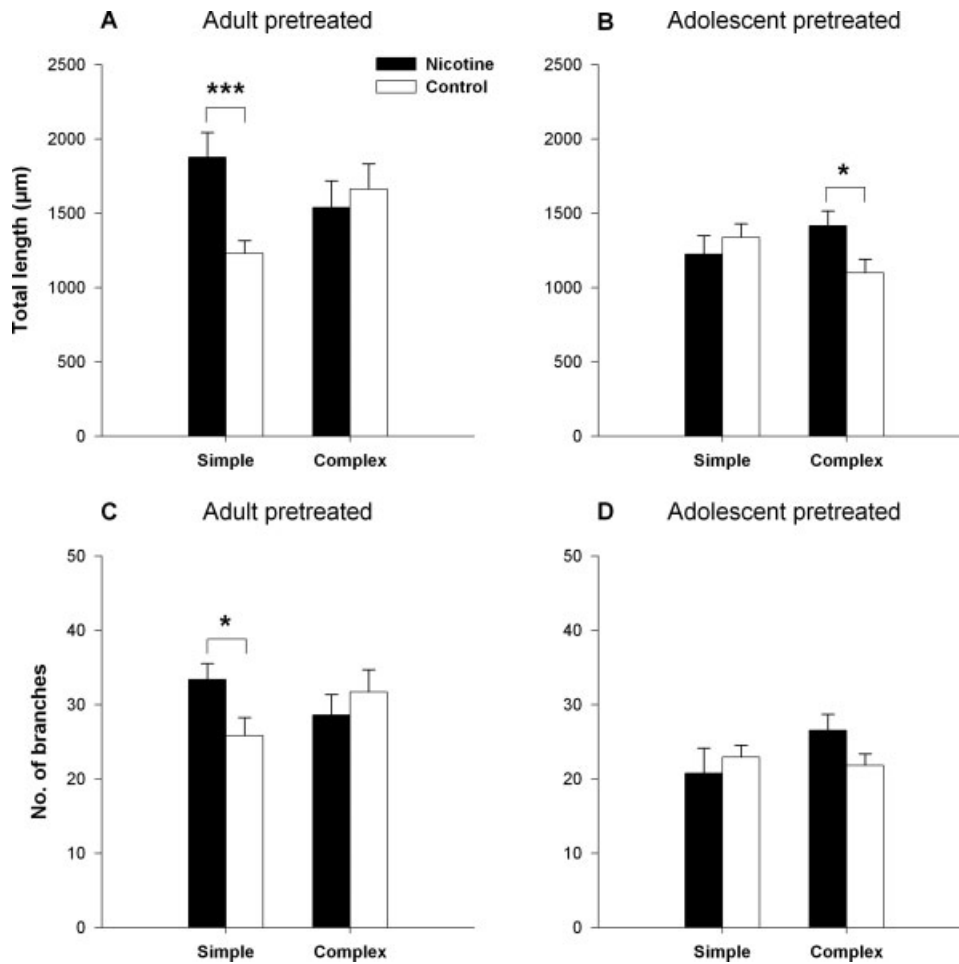 A Adult pretreated
Nicotine
Control
***
Total length (µm)
2500
2000
1500
1000
500
0
Simple Complex
B Adolescent pretreated
*
2500
2000
1500
1000
500
0
Simple Complex
C Adult pretreated
*
No. of branches
50
40
30
20
10
0
Simple Complex
D Adolescent pretreated
50
40
30
20
10
0
Simple Complex